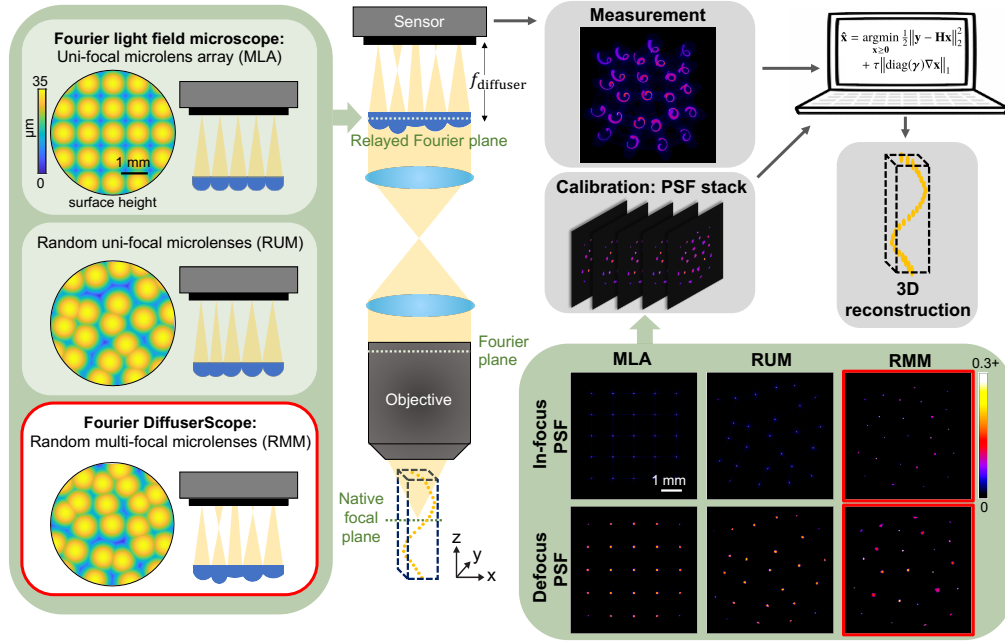 Fourier light field microscope:
Uni-focal microlens array (MLA)
35
μm
0
1 mm
surface height
Random uni-focal microlenses (RUM)
Fourier DiffuserScope:
Random multi-focal microlenses (RMM)
Sensor
f_diffuser
Relayed Fourier plane
Fourier
plane
Objective
Native
focal
plane
z
y
x
Measurement
Calibration: PSF stack
x̂ = argmin ½‖y − Hx‖₂²
x≥0
+ τ‖diag(γ)∇x‖₁
3D
reconstruction
MLA
RUM
RMM
In-focus
PSF
1 mm
0.3+
0
Defocus
PSF